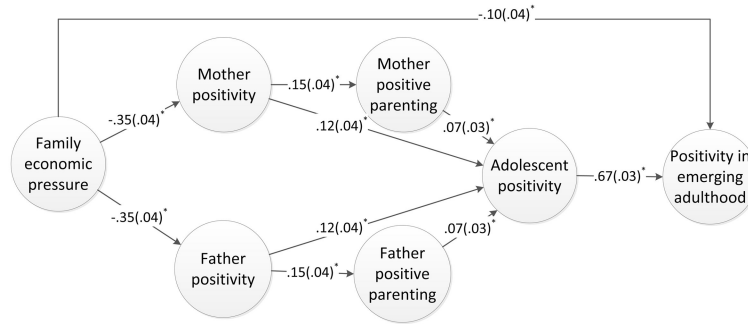 -.10(.04)*
Mother
positivity
.15(.04)*
Mother
positive
parenting
-.35(.04)*
.12(.04)*
.07(.03)*
Family
economic
pressure
Adolescent
positivity
.67(.03)*
Positivity in
emerging
adulthood
-.35(.04)*
.12(.04)*
.07(.03)*
Father
positivity
.15(.04)*
Father
positive
parenting